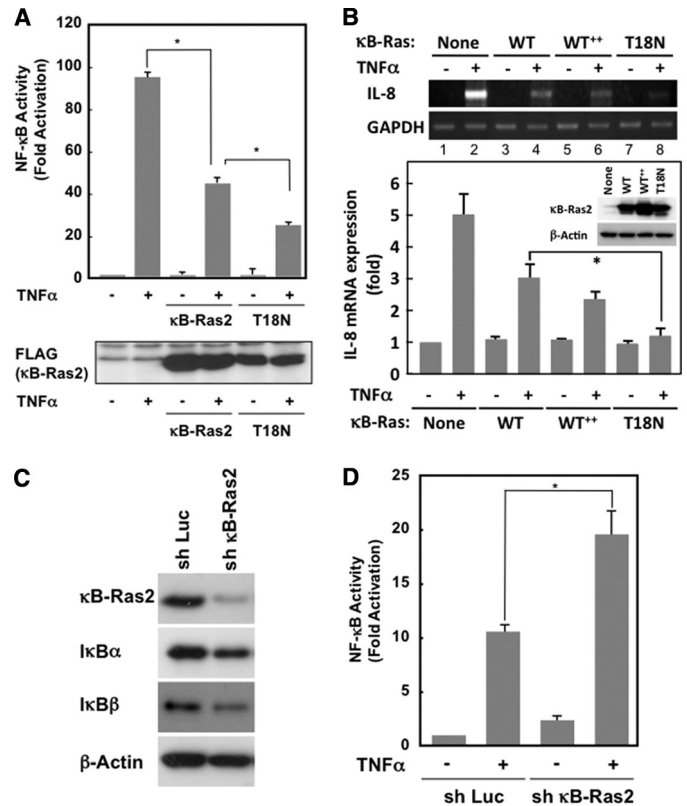 A
NF-κB Activity
(Fold Activation)
120
100
80
60
40
20
0
*
*
TNFα - + - + - +
κB-Ras2 T18N
FLAG
(κB-Ras2)
TNFα - + - + - +
κB-Ras2 T18N
B
κB-Ras: None WT WT++ T18N
TNFα - + - + - + - +
IL-8
GAPDH
1 2 3 4 5 6 7 8
IL-8 mRNA expression
(fold)
6
5
4
3
2
1
0
None WT WT++ T18N
κB-Ras2
β-Actin
*
TNFα - + - + - + - +
κB-Ras: None WT WT++ T18N
C
sh Luc
sh κB-Ras2
κB-Ras2
IκBα
IκBβ
β-Actin
D
NF-κB Activity
(Fold Activation)
25
20
15
10
5
0
*
TNFα - + - +
sh Luc sh κB-Ras2